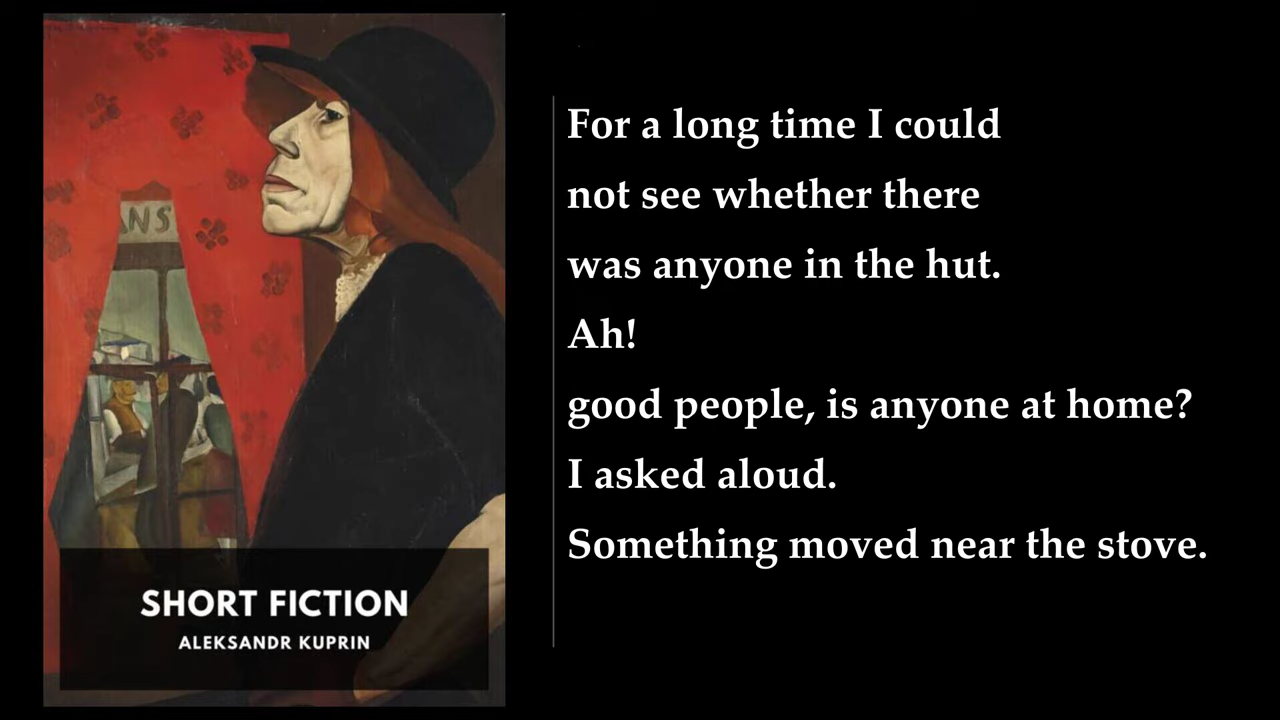 NS
SHORT FICTION
ALEKSANDR KUPRIN
For a long time I could
not see whether there
was anyone in the hut.
Ah!
good people, is anyone at home?
I asked aloud.
Something moved near the stove.